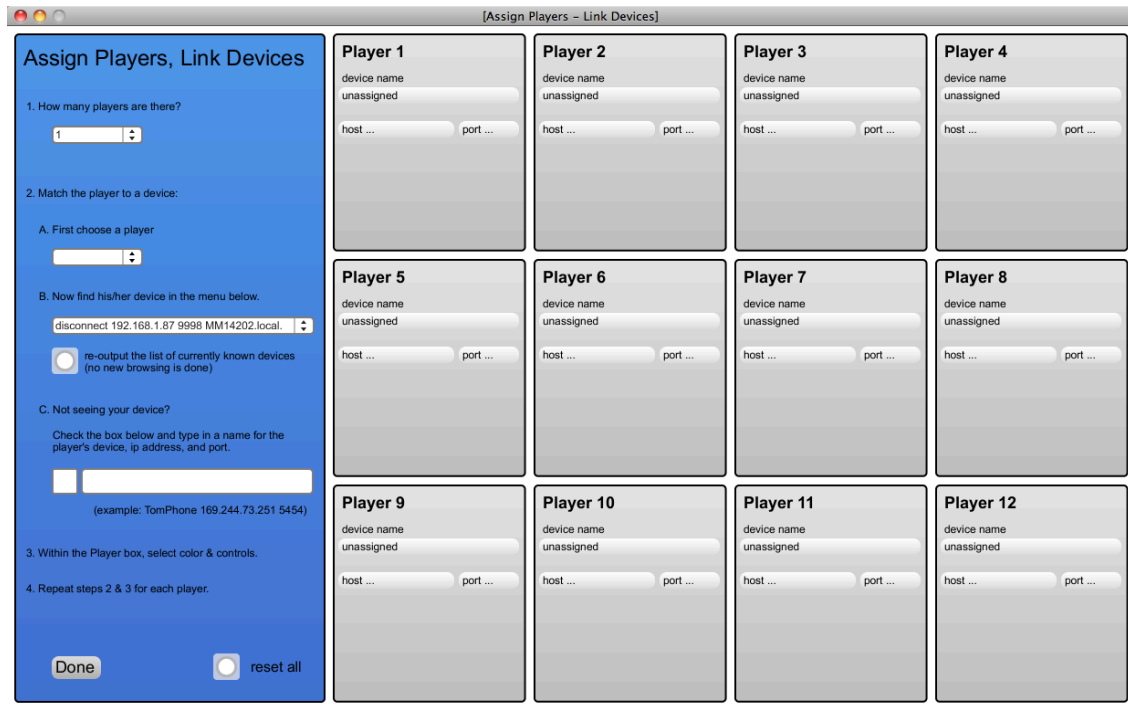 [Assign Players – Link Devices]
Assign Players, Link Devices
1. How many players are there?
1
2. Match the player to a device:
A. First choose a player
B. Now find his/her device in the menu below.
disconnect 192.168.1.87 9998 MM14202.local.
re-output the list of currently known devices
(no new browsing is done)
C. Not seeing your device?
Check the box below and type in a name for the
player's device, ip address, and port.
(example: TomPhone 169.244.73.251 5454)
3. Within the Player box, select color & controls.
4. Repeat steps 2 & 3 for each player.
Done
reset all
Player 1
device name
unassigned
host ... port ...
Player 2
device name
unassigned
host ... port ...
Player 3
device name
unassigned
host ... port ...
Player 4
device name
unassigned
host ... port ...
Player 5
device name
unassigned
host ... port ...
Player 6
device name
unassigned
host ... port ...
Player 7
device name
unassigned
host ... port ...
Player 8
device name
unassigned
host ... port ...
Player 9
device name
unassigned
host ... port ...
Player 10
device name
unassigned
host ... port ...
Player 11
device name
unassigned
host ... port ...
Player 12
device name
unassigned
host ... port ...